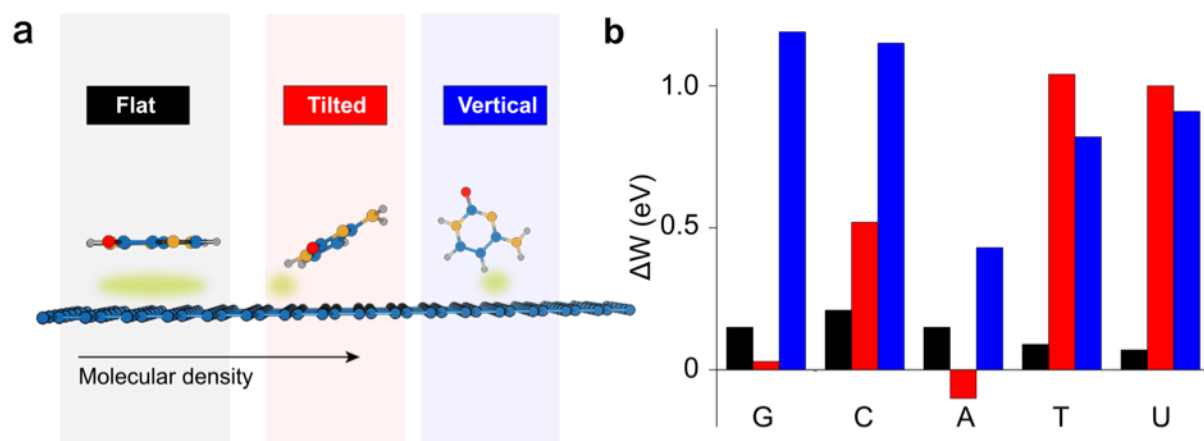 a
Flat
Tilted
Vertical
Molecular density
b
ΔW (eV)
1.0
0.5
0
G C A T U